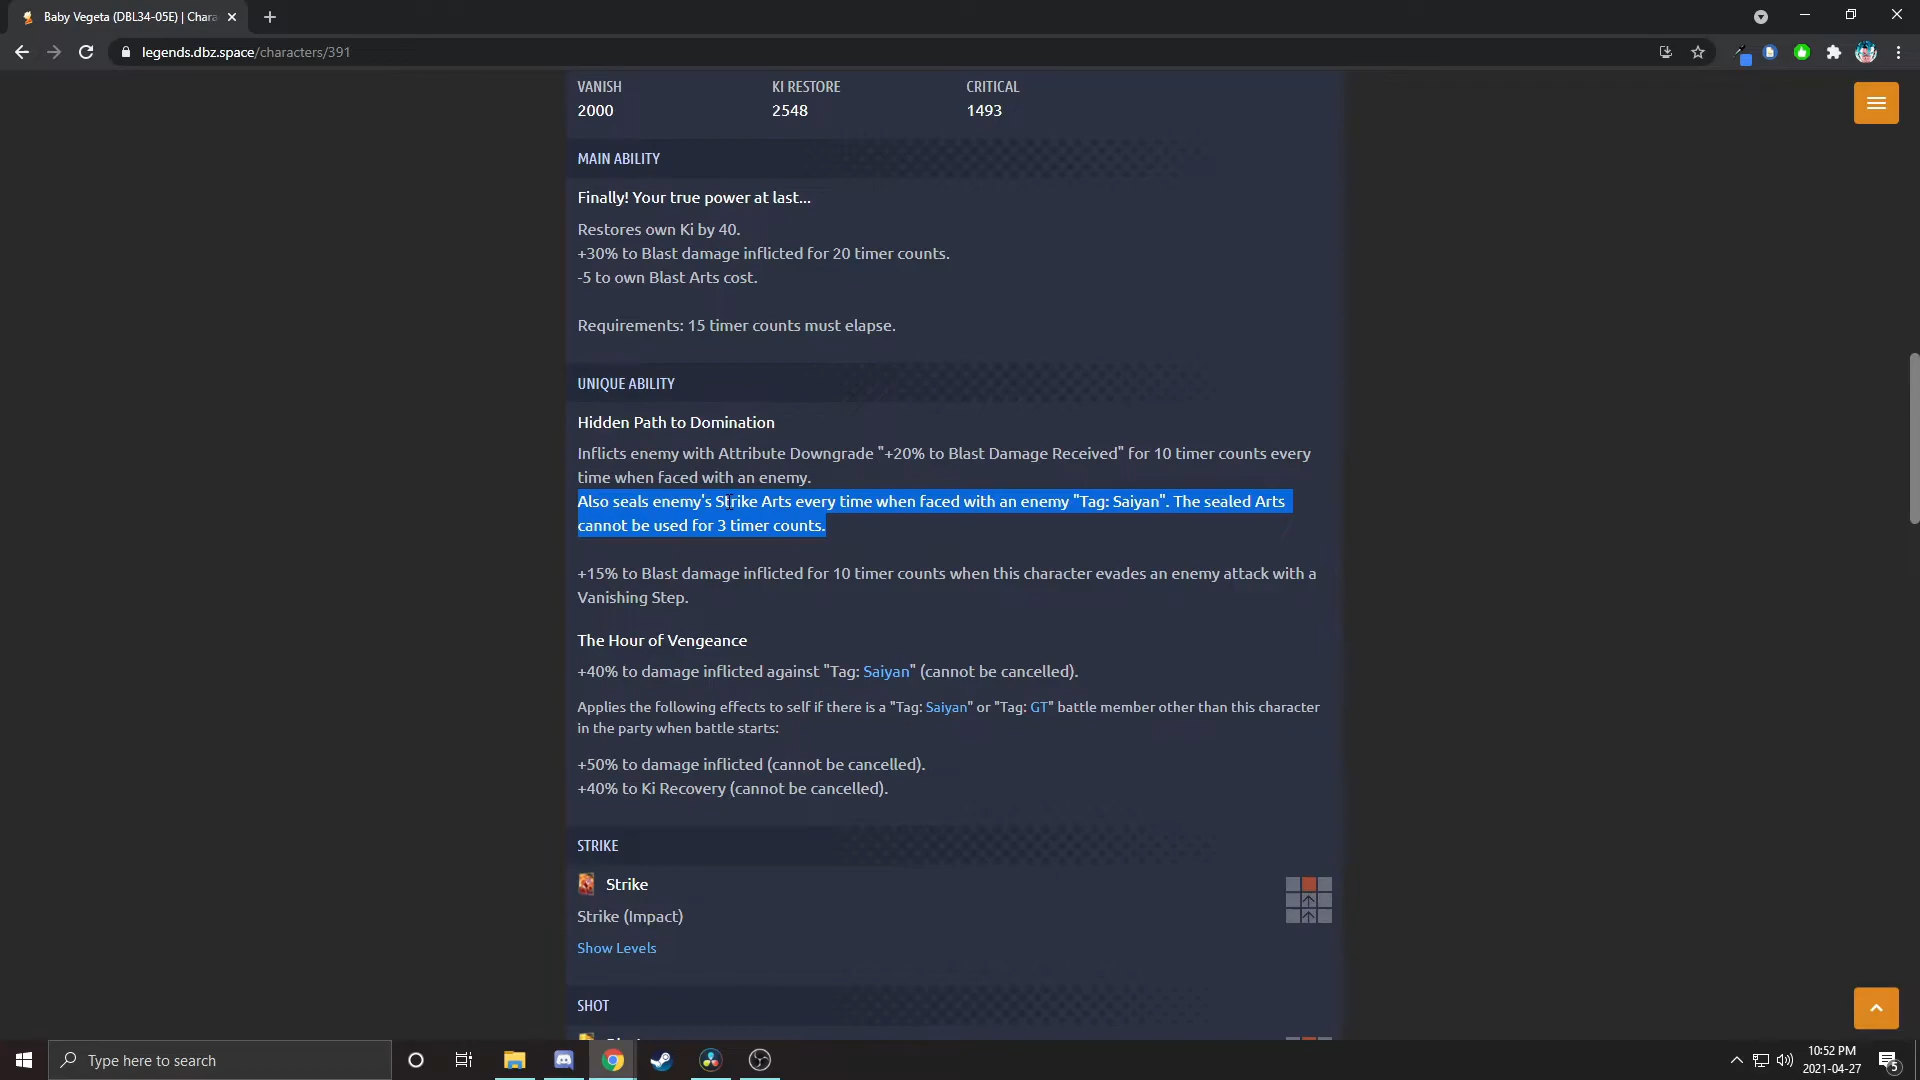 Baby Vegeta (DBL34-05E) | Chara
legends.dbz.space/characters/391
VANISH KI RESTORE CRITICAL
2000 2548 1493
MAIN ABILITY
Finally! Your true power at last...
Restores own Ki by 40.
+30% to Blast damage inflicted for 20 timer counts.
-5 to own Blast Arts cost.
Requirements: 15 timer counts must elapse.
UNIQUE ABILITY
Hidden Path to Domination
Inflicts enemy with Attribute Downgrade "+20% to Blast Damage Received" for 10 timer counts every
time when faced with an enemy.
Also seals enemy's Strike Arts every time when faced with an enemy "Tag: Saiyan". The sealed Arts
cannot be used for 3 timer counts.
+15% to Blast damage inflicted for 10 timer counts when this character evades an enemy attack with a
Vanishing Step.
The Hour of Vengeance
+40% to damage inflicted against "Tag: Saiyan" (cannot be cancelled).
Applies the following effects to self if there is a "Tag: Saiyan" or "Tag: GT" battle member other than this character
in the party when battle starts:
+50% to damage inflicted (cannot be cancelled).
+40% to Ki Recovery (cannot be cancelled).
STRIKE
Strike
Strike (Impact)
Show Levels
SHOT
Type here to search
10:52 PM
2021-04-27
5